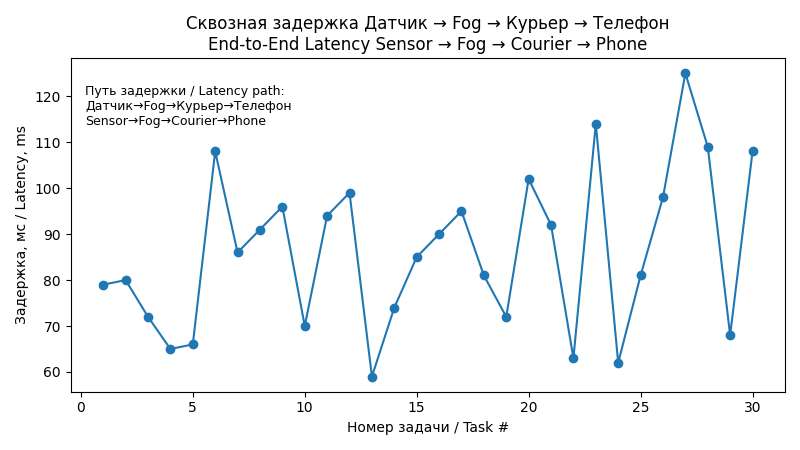 Сквозная задержка Датчик → Fog → Курьер → Телефон
End-to-End Latency Sensor → Fog → Courier → Phone
Путь задержки / Latency path:
Датчик→Fog→Курьер→Телефон
Sensor→Fog→Courier→Phone
Задержка, мс / Latency, ms
120
110
100
90
80
70
60
0 5 10 15 20 25 30
Номер задачи / Task #